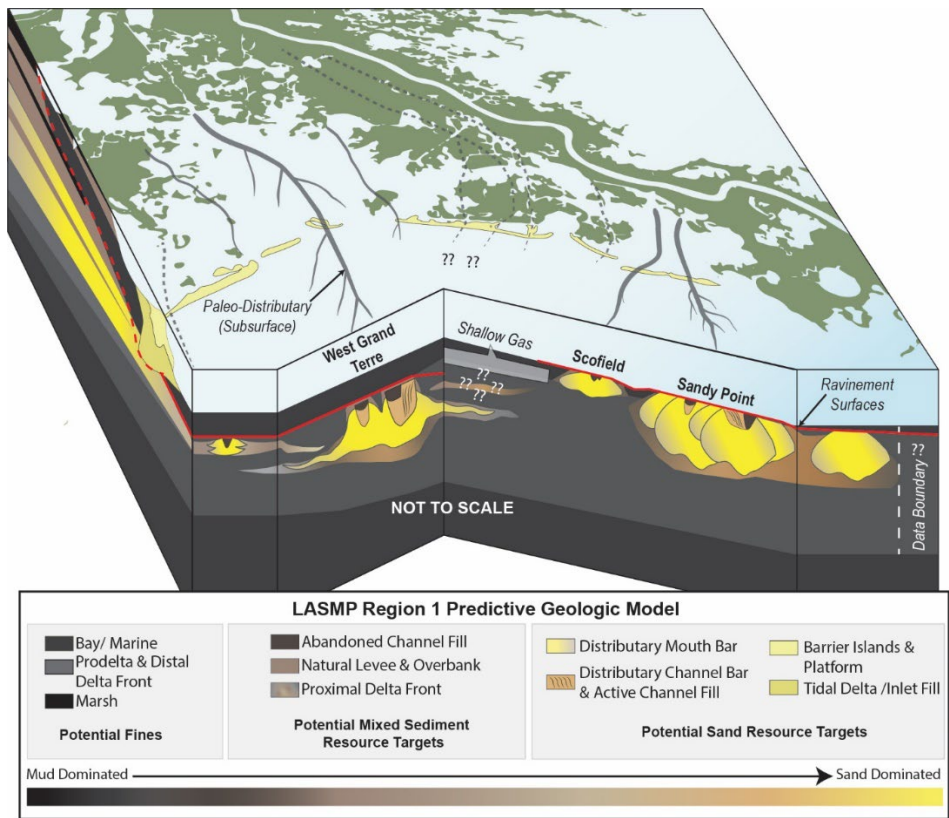 ??
??
Paleo-Distributary
(Subsurface)
West Grand
Terre
Shallow Gas
??
??
??
??
Scofield
Sandy Point
Ravinement
Surfaces
??
Data Boundary
NOT TO SCALE
LASMP Region 1 Predictive Geologic Model
Bay/ Marine
Prodelta & Distal
Delta Front
Marsh
Potential Fines
Abandoned Channel Fill
Natural Levee & Overbank
Proximal Delta Front
Potential Mixed Sediment
Resource Targets
Distributary Mouth Bar
Distributary Channel Bar
& Active Channel Fill
Barrier Islands &
Platform
Tidal Delta /Inlet Fill
Potential Sand Resource Targets
Mud Dominated
Sand Dominated